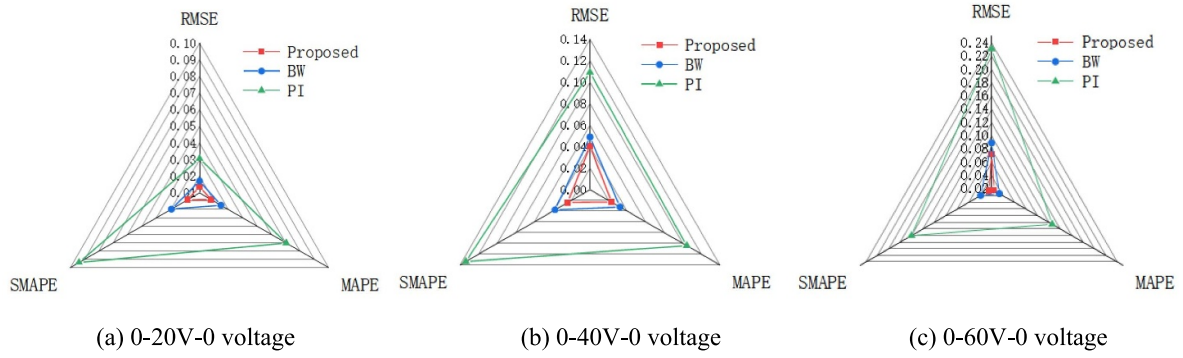 RMSE
0.10
0.09
0.08
0.07
0.06
0.05
0.04
0.03
0.02
0.01
Proposed
BW
PI
SMAPE
MAPE
(a) 0-20V-0 voltage
RMSE
0.14
0.12
0.10
0.08
0.06
0.04
0.02
0.00
Proposed
BW
PI
SMAPE
MAPE
(b) 0-40V-0 voltage
RMSE
0.24
0.22
0.20
0.18
0.16
0.14
0.12
0.10
0.08
0.06
0.04
0.02
Proposed
BW
PI
SMAPE
MAPE
(c) 0-60V-0 voltage